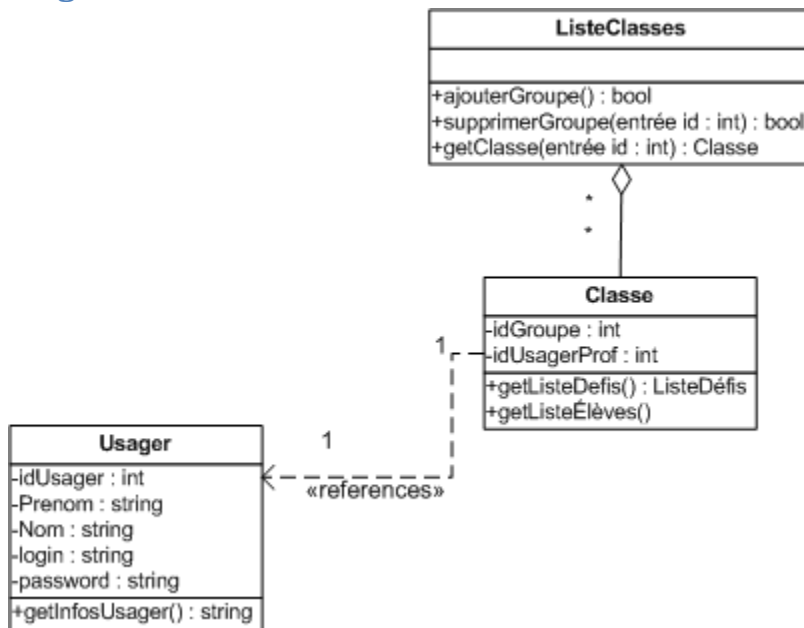 ListeClasses
+ajouterGroupe() : bool
+supprimerGroupe(entrée id : int) : bool
+getClasse(entrée id : int) : Classe
*
*
Classe
-idGroupe : int
-idUsagerProf : int
+getListeDefis() : ListeDéfis
+getListeÉlèves()
1
1
«references»
Usager
-idUsager : int
-Prenom : string
-Nom : string
-login : string
-password : string
+getInfosUsager() : string